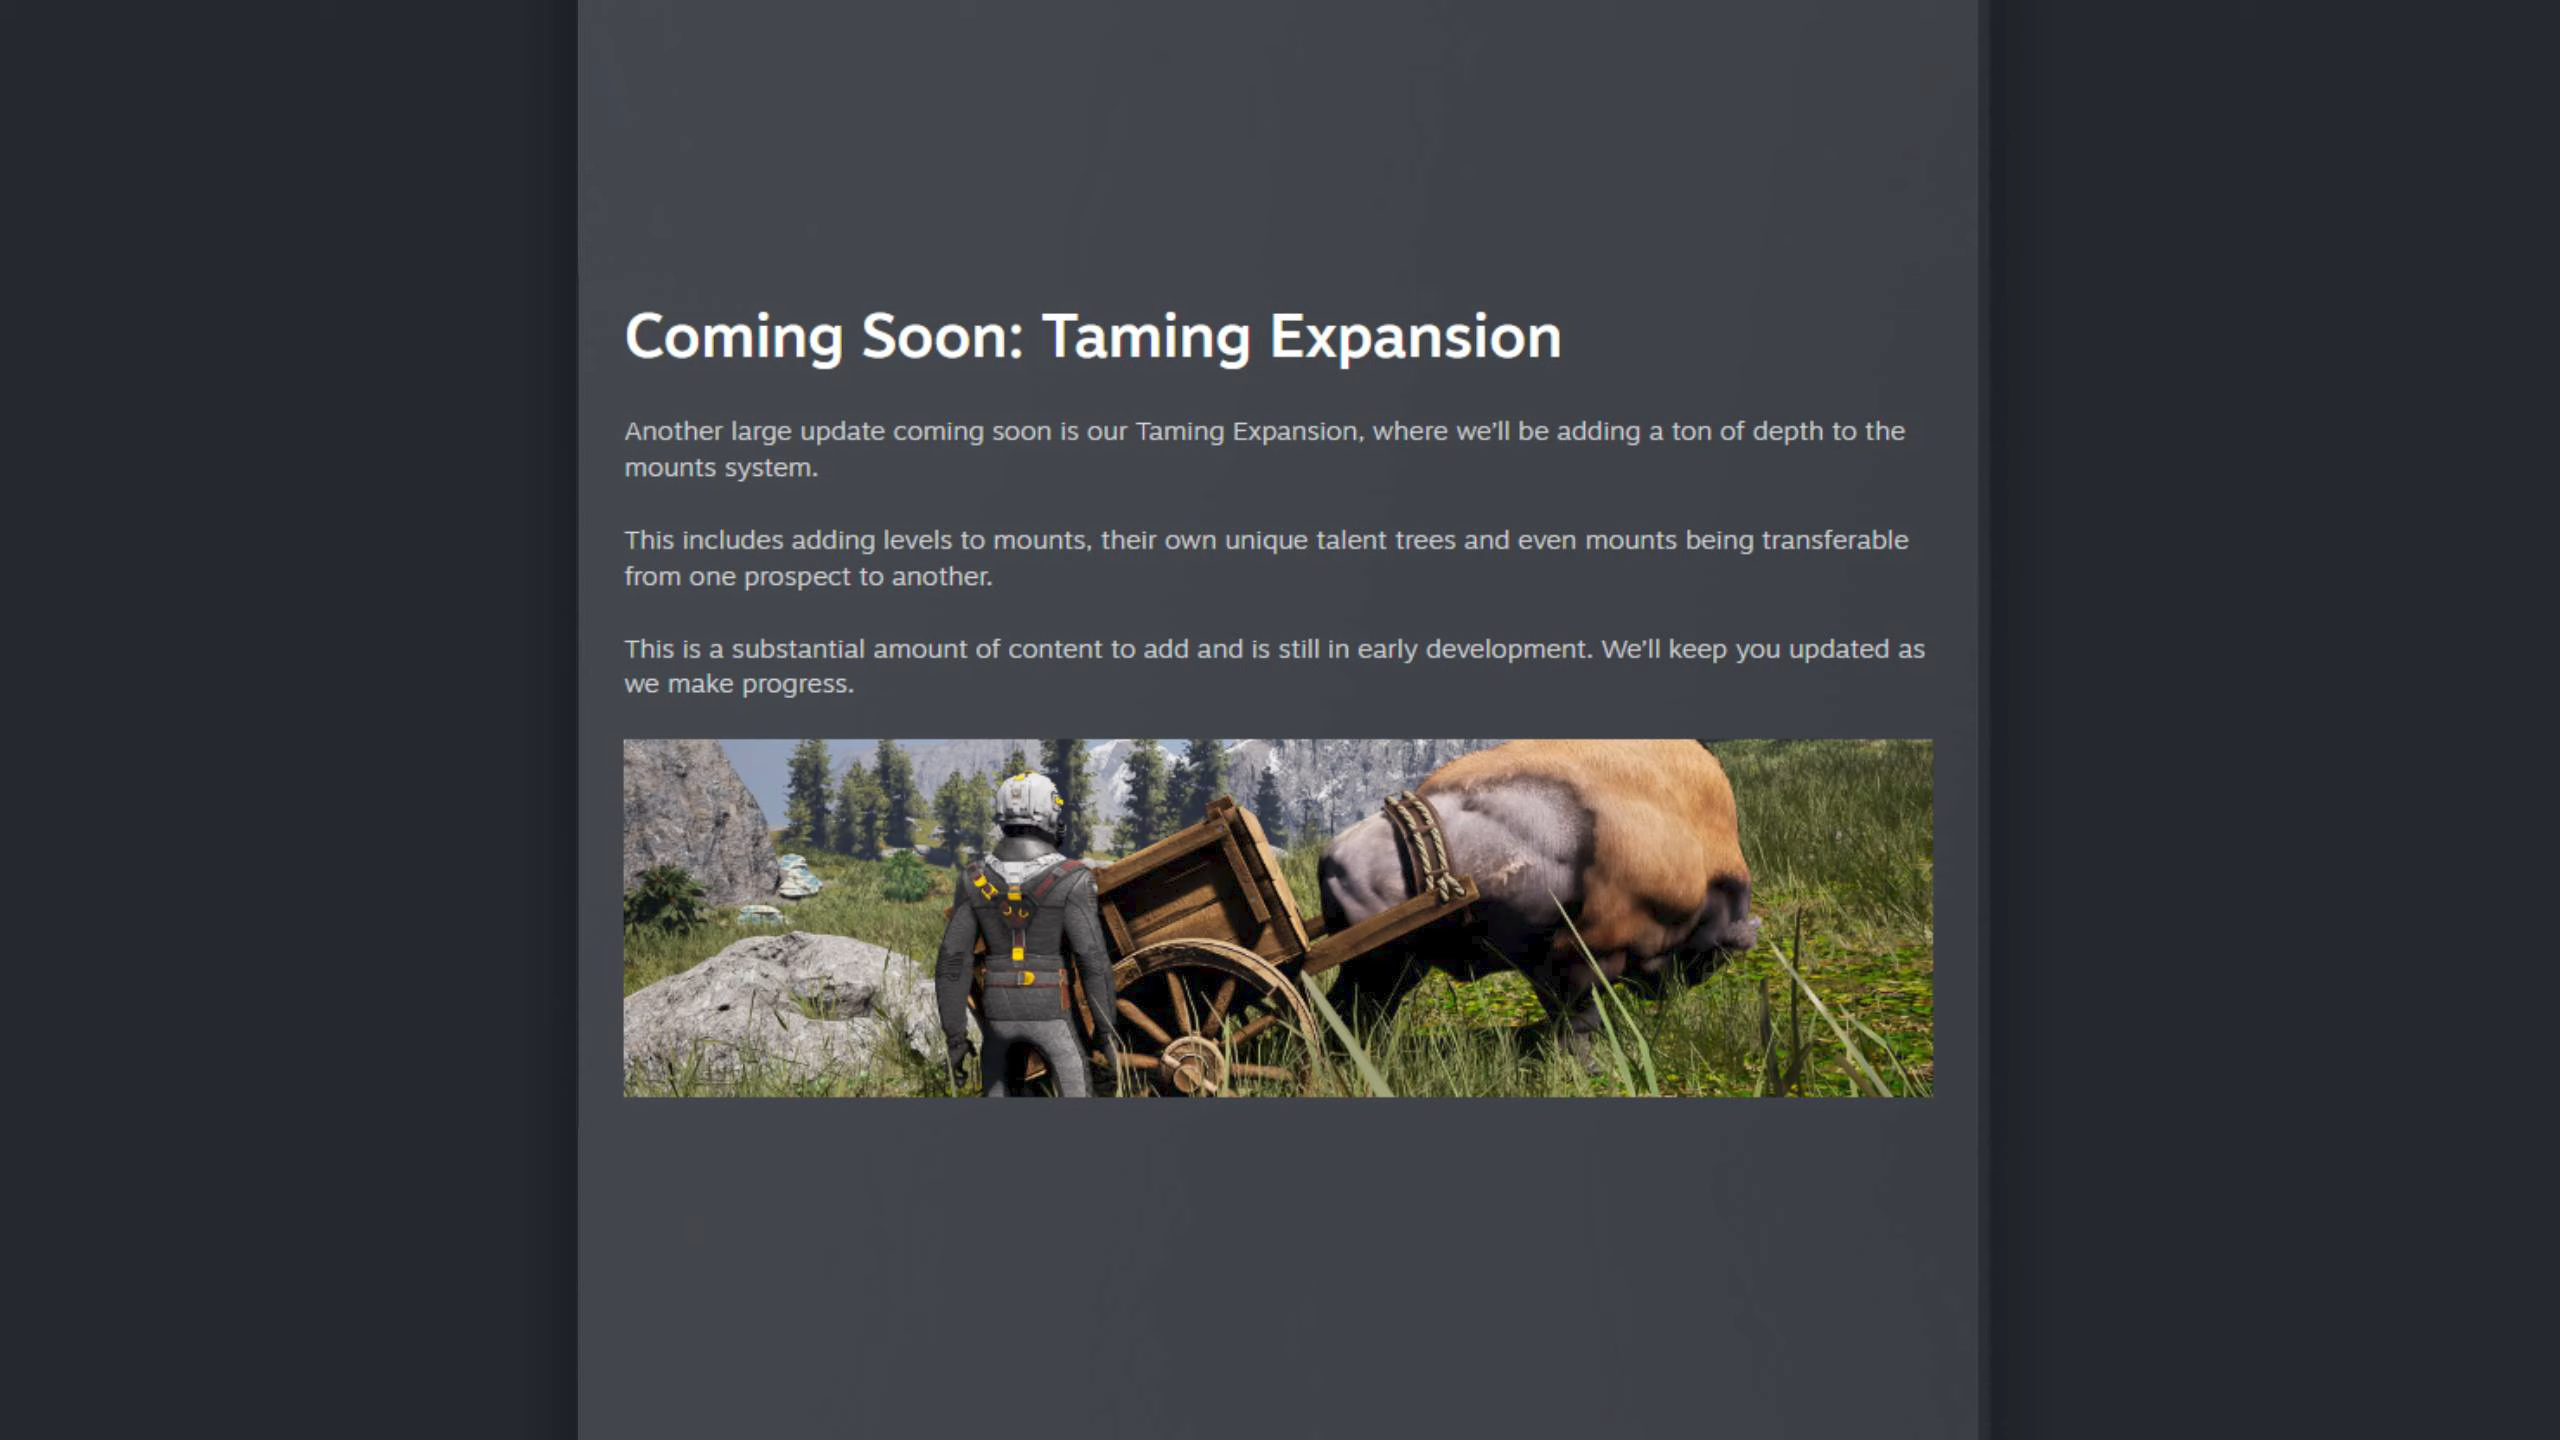 Coming Soon: Taming Expansion
Another large update coming soon is our Taming Expansion, where we’ll be adding a ton of depth to the
mounts system.
This includes adding levels to mounts, their own unique talent trees and even mounts being transferable
from one prospect to another.
This is a substantial amount of content to add and is still in early development. We’ll keep you updated as
we make progress.